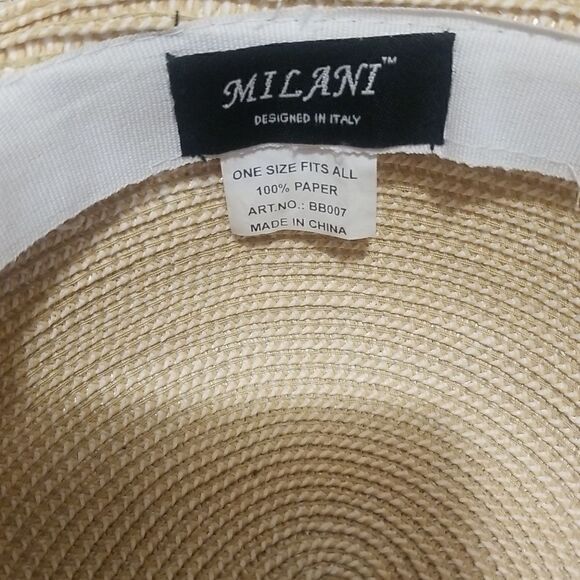 MILANI™
DESIGNED IN ITALY
ONE SIZE FITS ALL
100% PAPER
ART.NO.: BB007
MADE IN CHINA